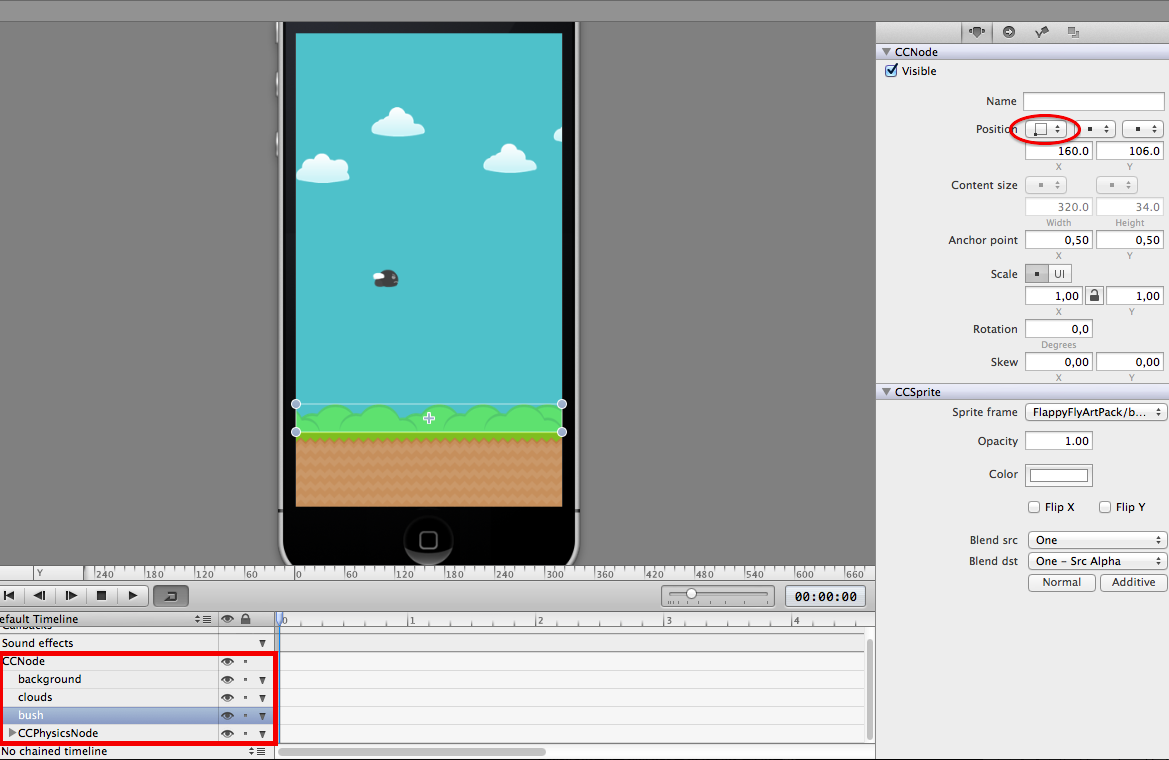 CCNode
Visible
Name
Position
160.0 106.0
X Y
Content size
320.0 34.0
Width Height
Anchor point 0,50 0,50
X Y
Scale UI
1,00 1,00
X Y
Rotation 0,0
Degrees
Skew 0,00 0,00
X Y
CCSprite
Sprite frame FlappyFlyArtPack/b...
Opacity 1.00
Color
Flip X Flip Y
Blend src One
Blend dst One - Src Alpha
Normal Additive
Y 240 180 120 60 0 60 120 180 240 300 360 420 480 540 600 660
00:00:00
efault Timeline 0 1 2 3 4
Callbacks
Sound effects
CCNode
background
clouds
bush
CCPhysicsNode
No chained timeline